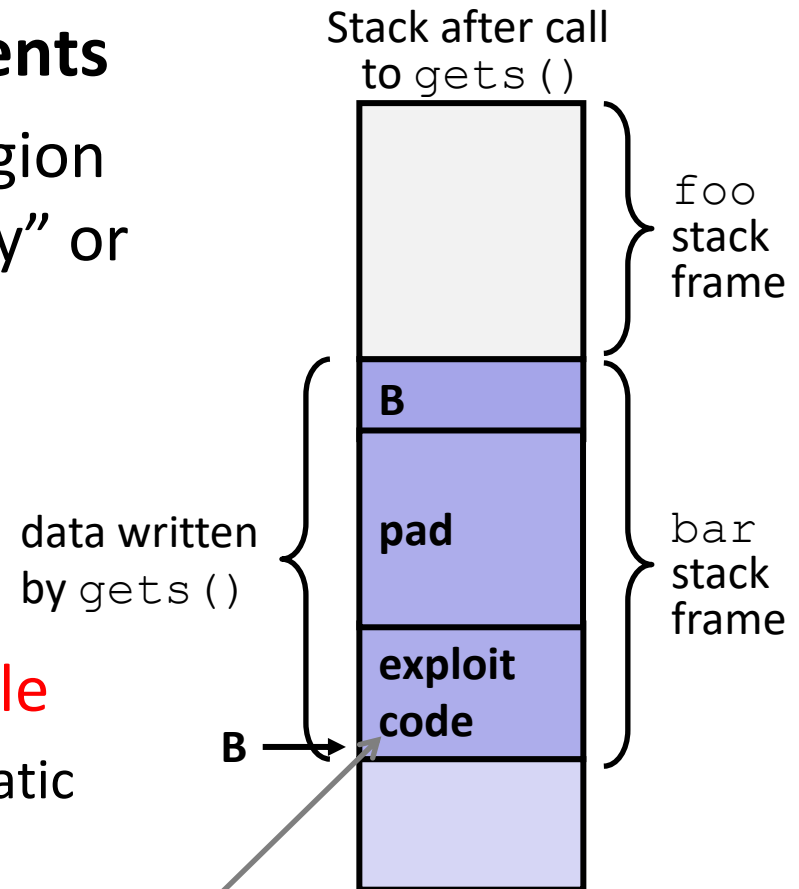 ents
gion
y” or
le
atic
Stack after call
to gets()
foo
stack
frame
B
pad
data written
by gets()
bar
stack
frame
exploit
code
B